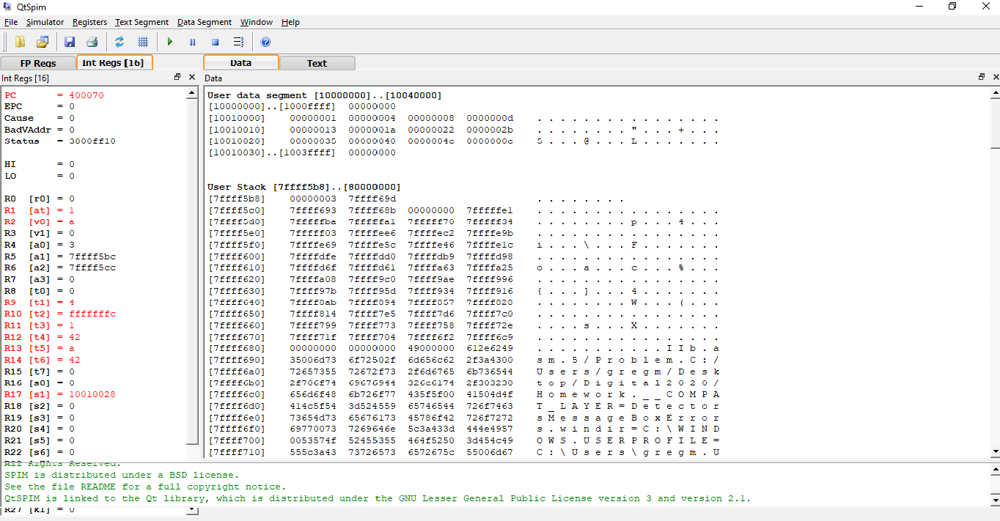 QtSpim
File Simulator Registers Text Segment Data Segment Window Help
FP Regs Int Regs [16] Data Text
Int Regs [16]
PC = 400070
EPC = 0
Cause = 0
BadVAddr = 0
Status = 3000ff10
HI = 0
LO = 0
R0 [r0] = 0
R1 [at] = 1
R2 [v0] = a
R3 [v1] = 0
R4 [a0] = 3
R5 [a1] = 7ffff5bc
R6 [a2] = 7ffff5cc
R7 [a3] = 0
R8 [t0] = 0
R9 [t1] = 4
R10 [t2] = fffffffc
R11 [t3] = 1
R12 [t4] = 42
R13 [t5] = a
R14 [t6] = 42
R15 [t7] = 0
R16 [s0] = 0
R17 [s1] = 10010028
R18 [s2] = 0
R19 [s3] = 0
R20 [s4] = 0
R21 [s5] = 0
R22 [s6] = 0
R27 [k1] = 0
Data
User data segment [10000000]..[10040000]
[10000000]..[1000ffff] 00000000
[10010000] 00000001 00000004 00000008 0000000d . . . . . . . . . . . . . . . .
[10010010] 00000013 0000001a 00000022 0000002b . . . . . . . . " . . . + . . .
[10010020] 00000035 00000040 0000004c 0000000c 5 . . . @ . . . L . . . . . . .
[10010030]..[1003ffff] 00000000
User Stack [7ffff5b8]..[80000000]
[7ffff5b8] 00000003 7ffff69d . . . . . . . .
[7ffff5c0] 7ffff693 7ffff68b 00000000 7fffffe1 . . . . . . . . . . . . . . . .
[7ffff5d0] 7fffffba 7fffffa1 7fffff70 7fffff34 . . . . . . . . p . . . 4 . . .
[7ffff5e0] 7fffff03 7ffffee6 7ffffec2 7ffffe9b . . . . . . . . . . . . . . . .
[7ffff5f0] 7ffffe69 7ffffe5c 7ffffe46 7ffffe1c i . . . \ . . . F . . . . . . .
[7ffff600] 7ffffdfe 7ffffdd0 7ffffdb9 7ffffd98 . . . . . . . . . . . . . . . .
[7ffff610] 7ffffd6f 7ffffd61 7ffffa63 7ffffa25 o . . . a . . . c . . . % . . .
[7ffff620] 7ffffa08 7ffff9c0 7ffff9ae 7ffff996 . . . . . . . . . . . . . . . .
[7ffff630] 7ffff97b 7ffff95d 7ffff934 7ffff916 { . . . ] . . . 4 . . . . . . .
[7ffff640] 7ffff8ab 7ffff894 7ffff857 7ffff828 . . . . . . . . W . . . ( . . .
[7ffff650] 7ffff814 7ffff7e5 7ffff7d6 7ffff7c0 . . . . . . . . . . . . . . . .
[7ffff660] 7ffff799 7ffff773 7ffff758 7ffff72e . . . . s . . . X . . . . . . .
[7ffff670] 7ffff71f 7ffff704 7ffff6f2 7ffff6c9 . . . . . . . . . . . . . . . .
[7ffff680] 00000000 00000000 49000000 612e6249 . . . . . . . . . . . I I b . a
[7ffff690] 35006d73 6f72502f 6d656c62 2f3a4300 s m . 5 / P r o b l e m . C : /
[7ffff6a0] 72657355 72672f73 2f6d6765 6b736544 U s e r s / g r e g m / D e s k
[7ffff6b0] 2f706f74 69676944 326c6174 2f303230 t o p / D i g i t a l 2 0 2 0 /
[7ffff6c0] 656d6f48 6b726f77 435f5f00 41504d4f H o m e w o r k . _ _ C O M P A
[7ffff6d0] 414c5f54 3d524559 65746544 726f7463 T _ L A Y E R = D e t e c t o r
[7ffff6e0] 73654d73 65676173 45786f42 726f7272 s M e s s a g e B o x E r r o r
[7ffff6f0] 69770073 7269646e 5c3a433d 444e4957 s . w i n d i r = C : \ W I N D
[7ffff700] 0053574f 52455355 464f5250 3d454c49 O W S . U S E R P R O F I L E =
[7ffff710] 555c3a43 73726573 6572675c 55006d67 C : \ U s e r s \ g r e g m . U
All Rights Reserved.
SPIM is distributed under a BSD license.
See the file README for a full copyright notice.
QtSPIM is linked to the Qt library, which is distributed under the GNU Lesser General Public License version 3 and version 2.1.